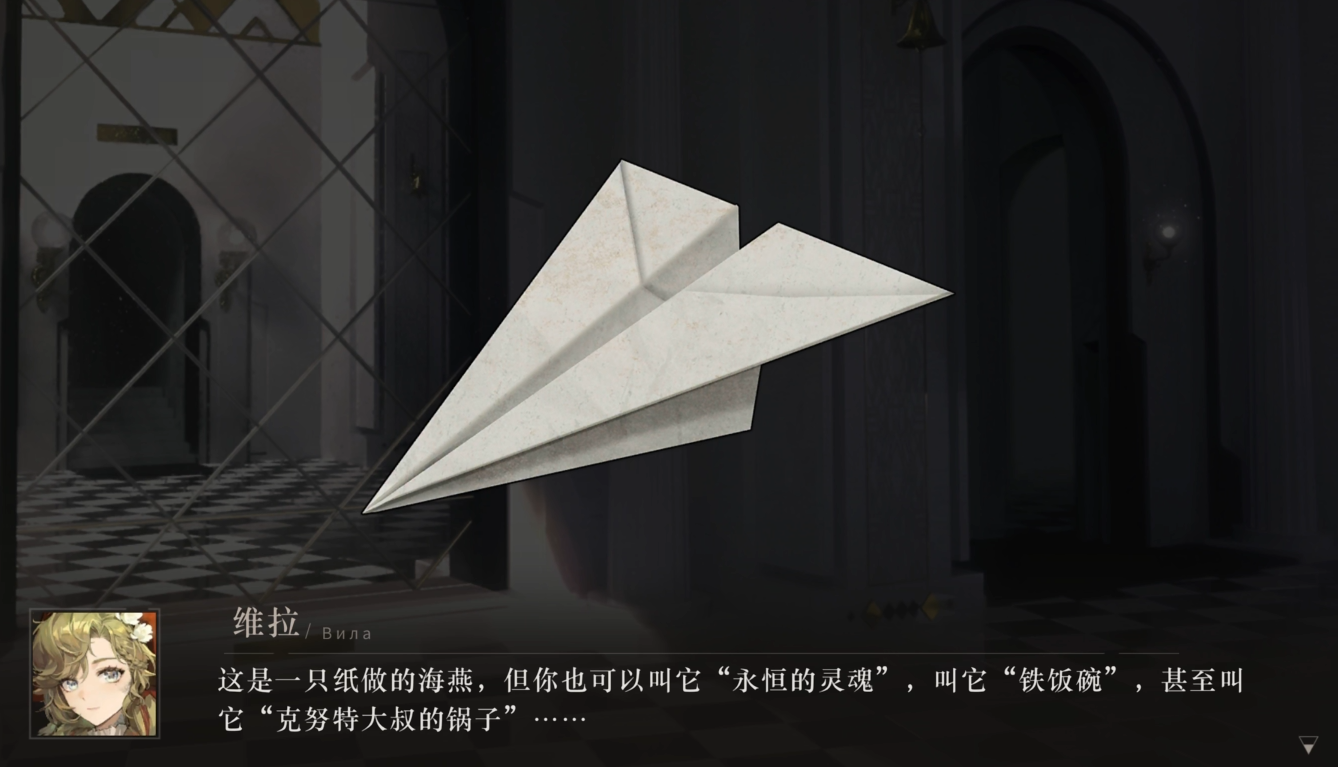 维拉/ Вила
这是一只纸做的海燕，但你也可以叫它“永恒的灵魂”，叫它“铁饭碗”，甚至叫
它“克努特大叔的锅子”……